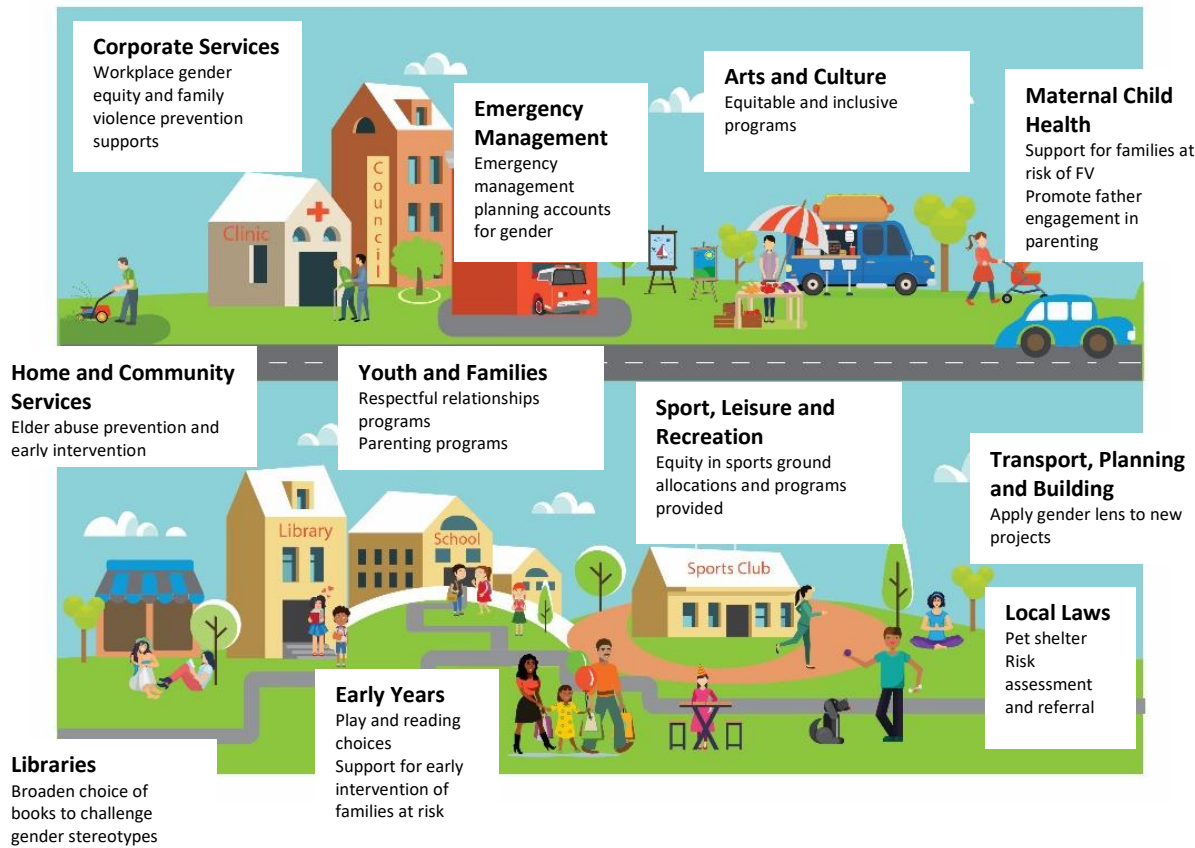 Corporate Services
Workplace gender
equity and family
violence prevention
supports
Emergency
Management
Emergency
management
planning accounts
for gender
Arts and Culture
Equitable and inclusive
programs
Maternal Child
Health
Support for families at
risk of FV
Promote father
engagement in
parenting
Clinic
Council
Home and Community
Services
Elder abuse prevention and
early intervention
Youth and Families
Respectful relationships
programs
Parenting programs
Sport, Leisure and
Recreation
Equity in sports ground
allocations and programs
provided
Transport, Planning
and Building
Apply gender lens to new
projects
Library
School
Sports Club
Local Laws
Pet shelter
Risk
assessment
and referral
Early Years
Play and reading
choices
Support for early
intervention of
families at risk
Libraries
Broaden choice of
books to challenge
gender stereotypes